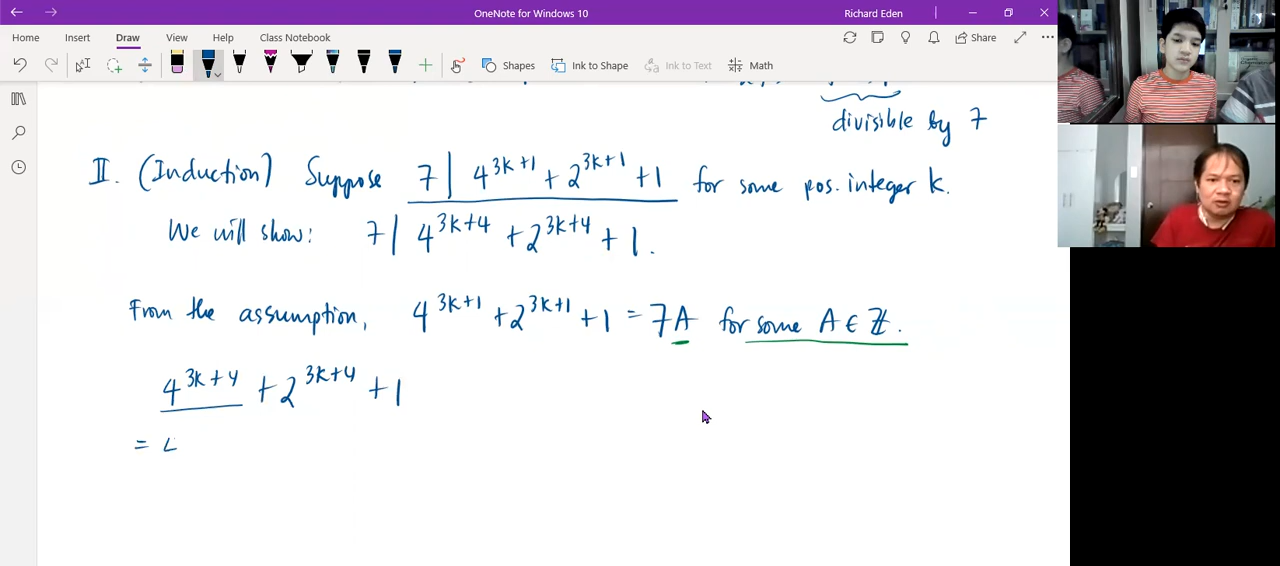 OneNote for Windows 10
Richard Eden
Home Insert Draw View Help Class Notebook
Share
Shapes Ink to Shape Ink to Text Math
divisible by 7
II. (Induction) Suppose 7 | 4^{3k+1} + 2^{3k+1} + 1 for some pos. integer k.
We will show: 7 | 4^{3k+4} + 2^{3k+4} + 1.
From the assumption, 4^{3k+1} + 2^{3k+1} + 1 = 7A for some A ∈ ℤ.
4^{3k+4} + 2^{3k+4} + 1
=